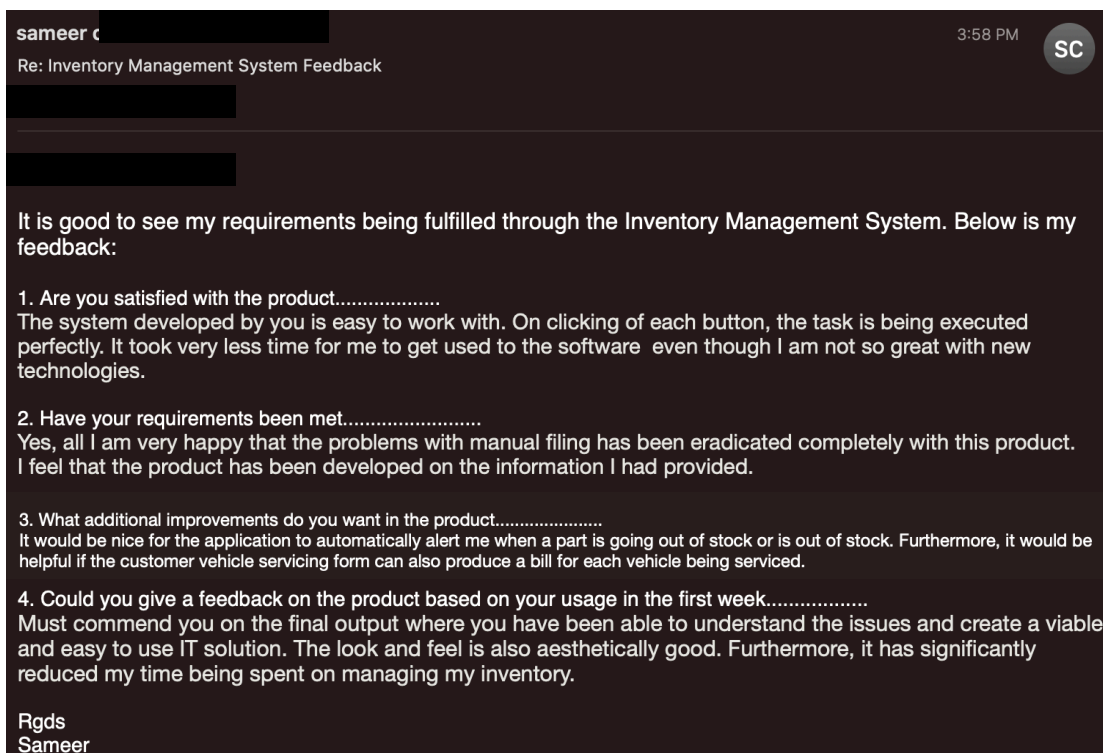 sameer
3:58 PM
SC
Re: Inventory Management System Feedback
It is good to see my requirements being fulfilled through the Inventory Management System. Below is my
feedback:
1. Are you satisfied with the product...................
The system developed by you is easy to work with. On clicking of each button, the task is being executed
perfectly. It took very less time for me to get used to the software  even though I am not so great with new
technologies.
2. Have your requirements been met.........................
Yes, all I am very happy that the problems with manual filing has been eradicated completely with this product.
I feel that the product has been developed on the information I had provided.
3. What additional improvements do you want in the product......................
It would be nice for the application to automatically alert me when a part is going out of stock or is out of stock. Furthermore, it would be
helpful if the customer vehicle servicing form can also produce a bill for each vehicle being serviced.
4. Could you give a feedback on the product based on your usage in the first week..................
Must commend you on the final output where you have been able to understand the issues and create a viable
and easy to use IT solution. The look and feel is also aesthetically good. Furthermore, it has significantly
reduced my time being spent on managing my inventory.
Rgds
Sameer